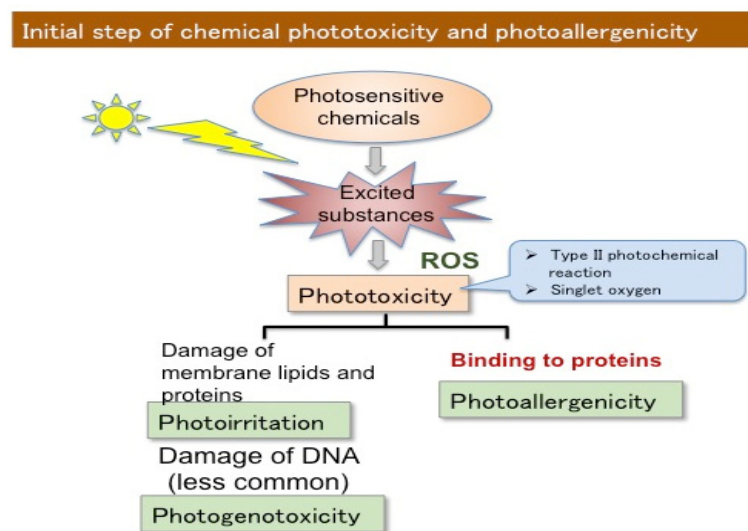 Initial step of chemical phototoxicity and photoallergenicity
Photosensitive
chemicals
Excited
substances
ROS
➢ Type II photochemical
reaction
➢ Singlet oxygen
Phototoxicity
Damage of
membrane lipids and
proteins
Photoirritation
Damage of DNA
(less common)
Photogenotoxicity
Binding to proteins
Photoallergenicity